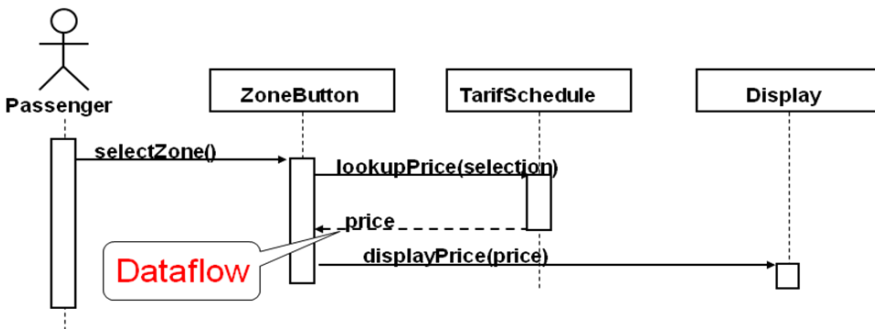 Passenger
ZoneButton
TarifSchedule
Display
selectZone()
lookupPrice(selection)
price
Dataflow
displayPrice(price)